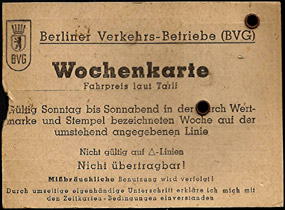 Berliner Verkehrs-Betriebe (BVG)
BVG
Wochenkarte
Fahrpreis laut Tarif
Gültig Sonntag bis Sonnabend in der durch Wert-
marke und Stempel bezeichneten Woche auf der
umstehend angegebenen Linie
Nicht gültig auf △-Linien
Nicht übertragbar!
Mißbräuchliche Benutzung wird verfolgt!
Durch umseitige eigenhändige Unterschrift erkläre ich mich mit
den Zeitkarten-Bedingungen einverstanden